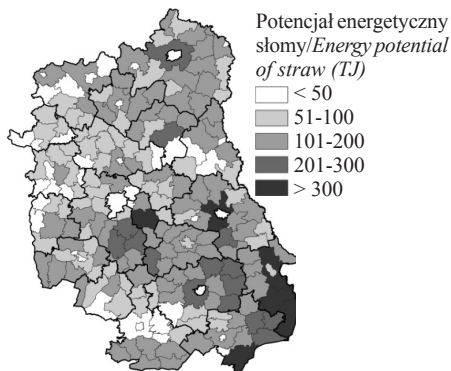 Potencjał energetyczny
słomy/Energy potential
of straw (TJ)
< 50
51-100
101-200
201-300
> 300